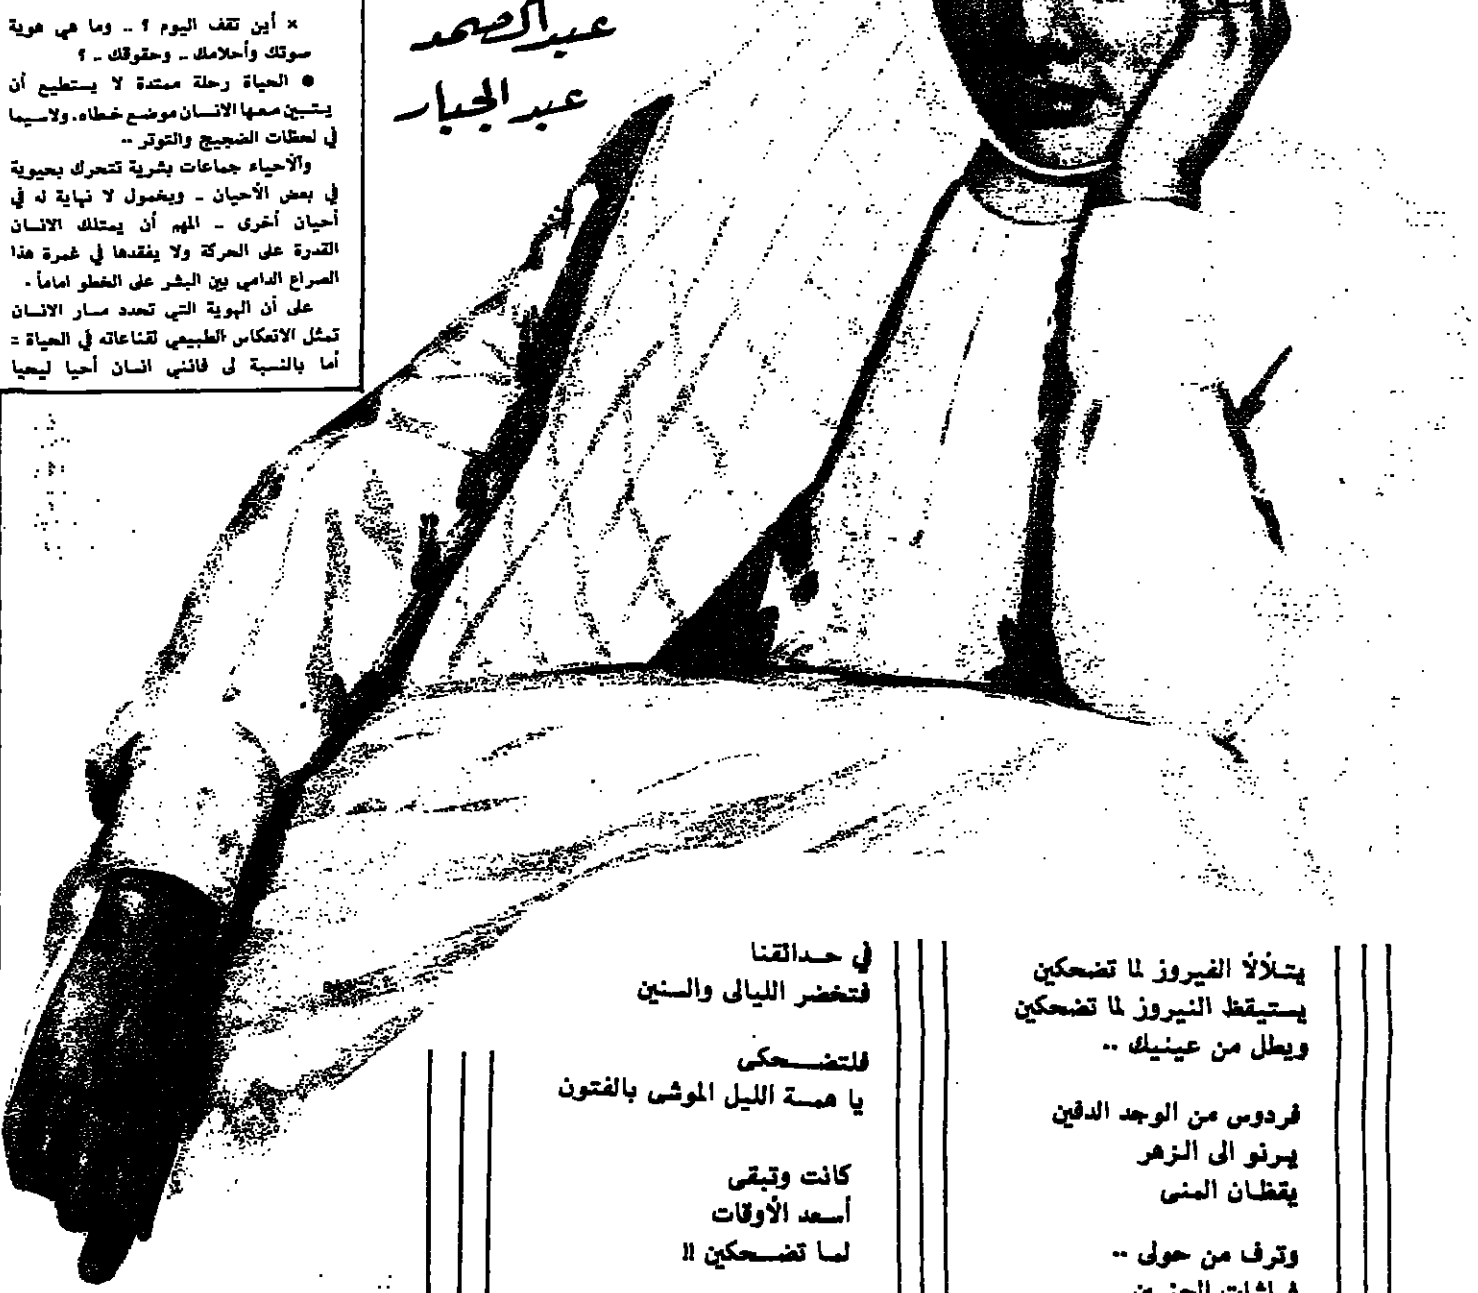 × أين تقف اليوم ؟ .. وما هي هوية
صوتك وأحلامك .. وحقوقك .. ؟
● الحياة رحلة ممتدة لا يستطيع أن
يتبين معها الانسان موضع خطاه. ولاسيما
في لحظات الضجيج والتوتر ..
والأحياء جماعات بشرية تتحرك بحيوية
في بعض الأحيان .. وبخمول لا نهاية له في
أحيان أخرى .. المهم أن يمتلك الانسان
القدرة على الحركة ولا يفقدها في غمرة هذا
الصراع الدامي بين البشر على الخطو اماماً .
على أن الهوية التي تحدد مسار الانسان
تمثل الانعكاس الطبيعي لقناعاته في الحياة =
أما بالنسبة لى فانني انسان أحيا ليحيا
عبدالصمد
عبد الجبار
يتلألأ الفيروز لما تضحكين
يستيقظ النيروز لما تضحكين
ويطل من عينيك ..
فردوس من الوجد الدفين
يرنو الى الزهر
يقظان المنى
وترف من حولى ..
في حدائقنا
فتخضر الليالى والسنين
فلتضحكى
يا همسة الليل الموشى بالفتون
كانت وتبقى
أسعد الأوقات
لما تضحكين !!